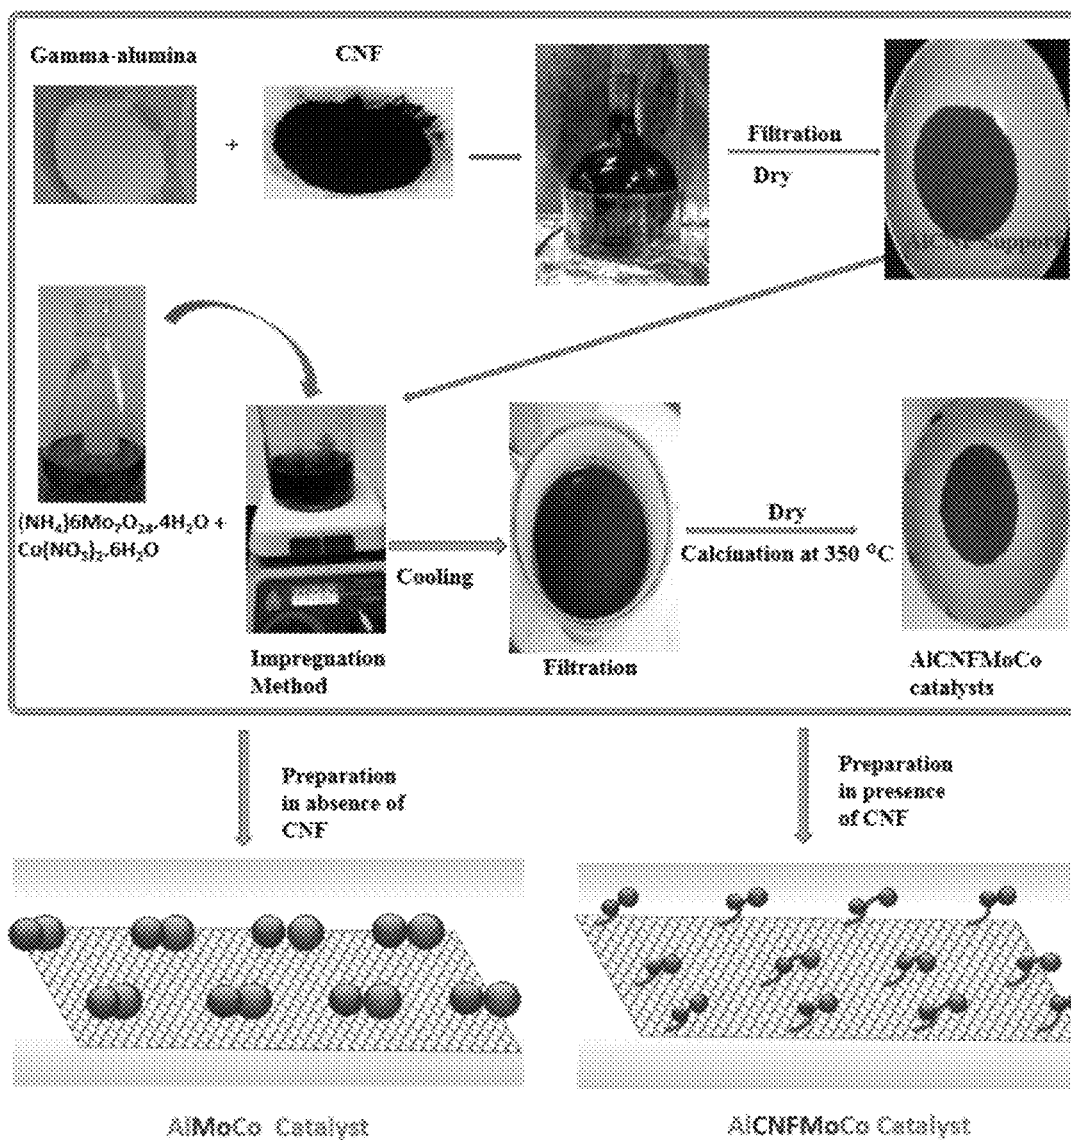 Gamma-alumina
CNF
+
Filtration
Dry
(NH₄)6Mo₇O₂₄.4H₂O +
Co(NO₃)₂.6H₂O
Cooling
Dry
Calcination at 350 °C
Impregnation
Method
Filtration
AlCNFMoCo
catalysts
Preparation
in absence of
CNF
Preparation
in presence
of CNF
AlMoCo Catalyst
AlCNFMoCo Catalyst